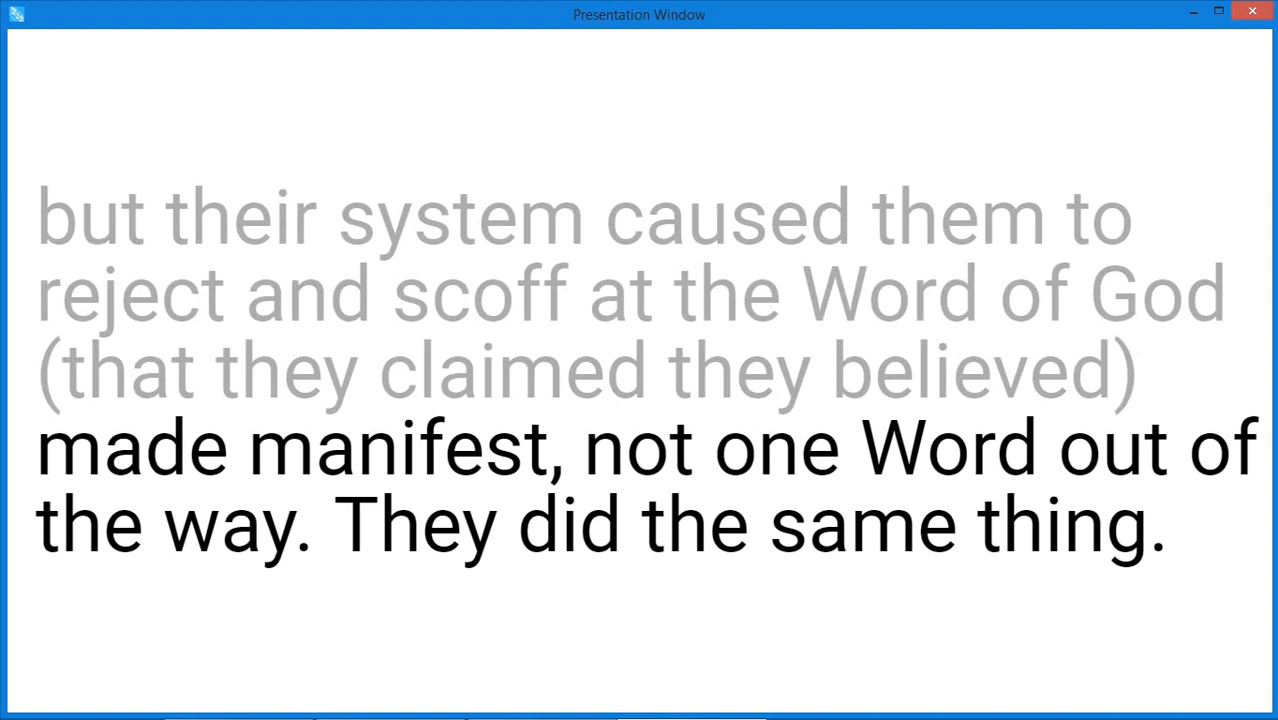 Presentation Window
but their system caused them to
reject and scoff at the Word of God
(that they claimed they believed)
made manifest, not one Word out of
the way. They did the same thing.